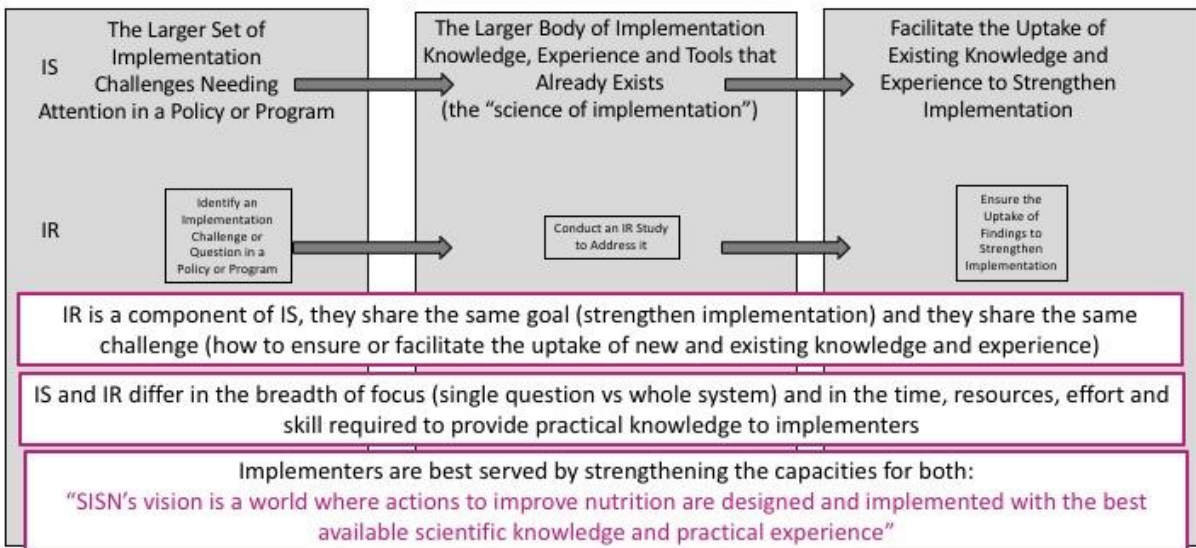 IS
The Larger Set of
Implementation
Challenges Needing
Attention in a Policy or Program
The Larger Body of Implementation
Knowledge, Experience and Tools that
Already Exists
(the “science of implementation”)
Facilitate the Uptake of
Existing Knowledge and
Experience to Strengthen
Implementation
IR
Identify an
Implementation
Challenge or
Question in a
Policy or Program
Conduct an IR Study
to Address it
Ensure the
Uptake of
Findings to
Strengthen
Implementation
IR is a component of IS, they share the same goal (strengthen implementation) and they share the same
challenge (how to ensure or facilitate the uptake of new and existing knowledge and experience)
IS and IR differ in the breadth of focus (single question vs whole system) and in the time, resources, effort and
skill required to provide practical knowledge to implementers
Implementers are best served by strengthening the capacities for both:
“SISN’s vision is a world where actions to improve nutrition are designed and implemented with the best
available scientific knowledge and practical experience”